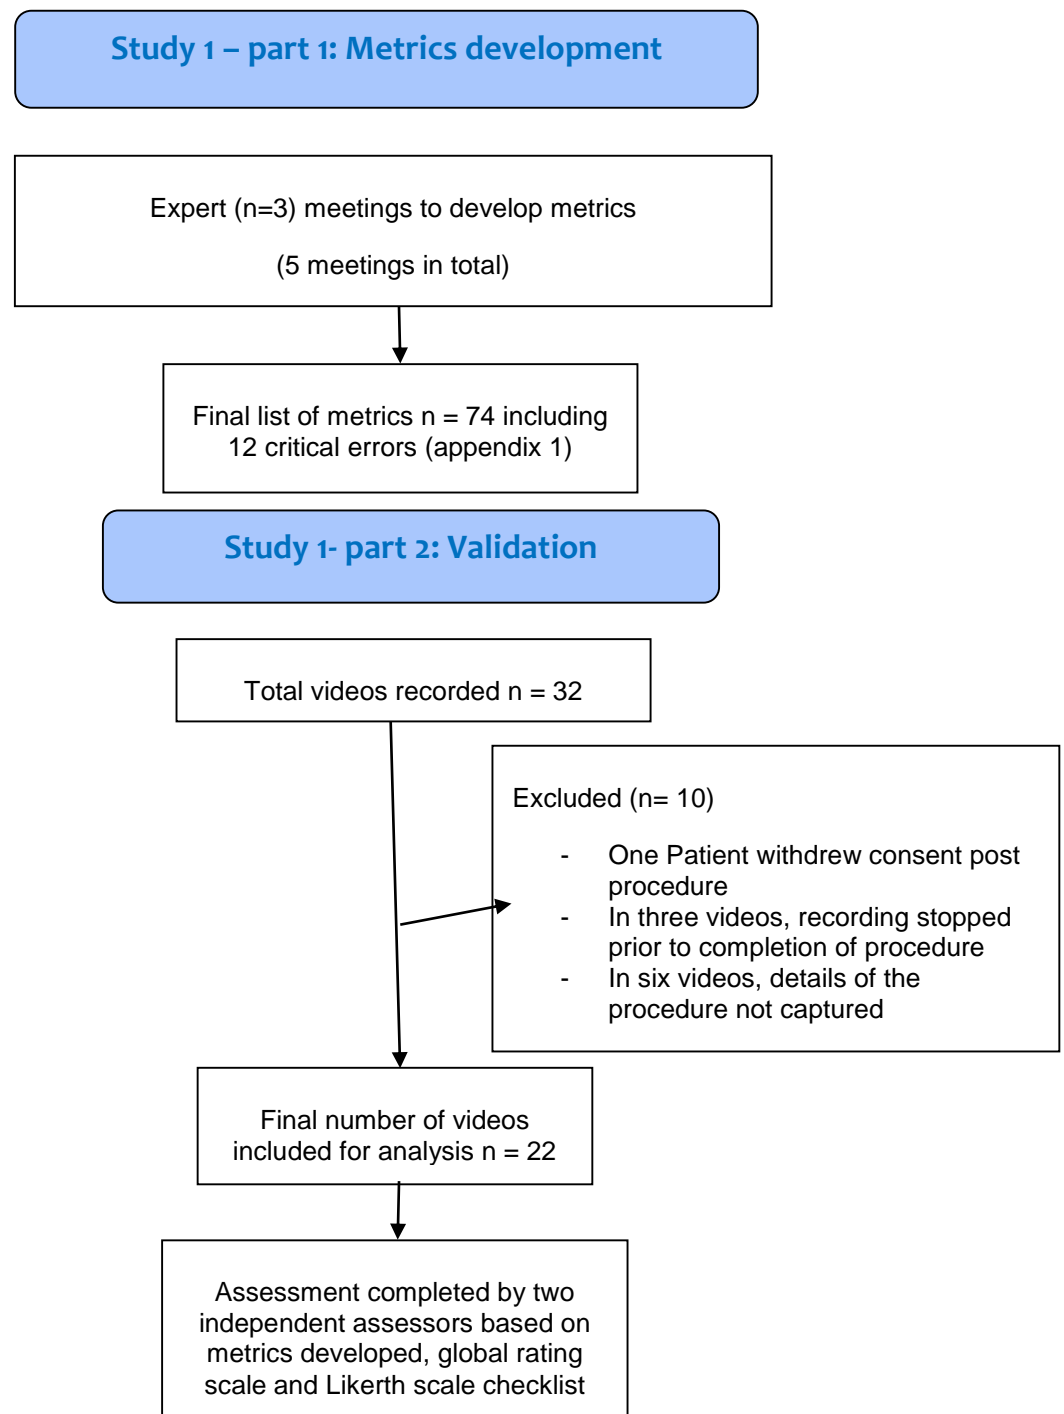 Study 1 – part 1: Metrics development
Expert (n=3) meetings to develop metrics
(5 meetings in total)
Final list of metrics n = 74 including
12 critical errors (appendix 1)
Study 1- part 2: Validation
Total videos recorded n = 32
Excluded (n= 10)
- One Patient withdrew consent post
procedure
- In three videos, recording stopped
prior to completion of procedure
- In six videos, details of the
procedure not captured
Final number of videos
included for analysis n = 22
Assessment completed by two
independent assessors based on
metrics developed, global rating
scale and Likerth scale checklist